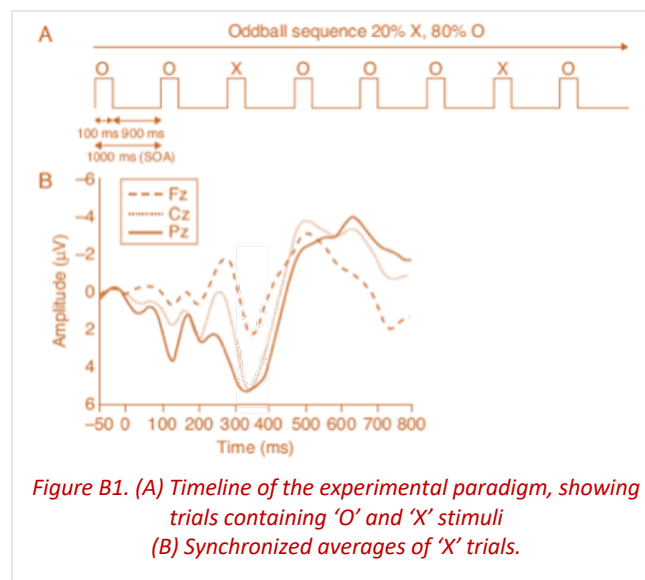 A
Oddball sequence 20% X, 80% O
O O X O O O X O
100 ms 900 ms
1000 ms (SOA)
B
Fz
Cz
Pz
Amplitude (µV)
–6
–4
–2
0
2
4
6
–50 0 100 200 300 400 500 600 700 800
Time (ms)
Figure B1. (A) Timeline of the experimental paradigm, showing
trials containing ‘O’ and ‘X’ stimuli
(B) Synchronized averages of ‘X’ trials.